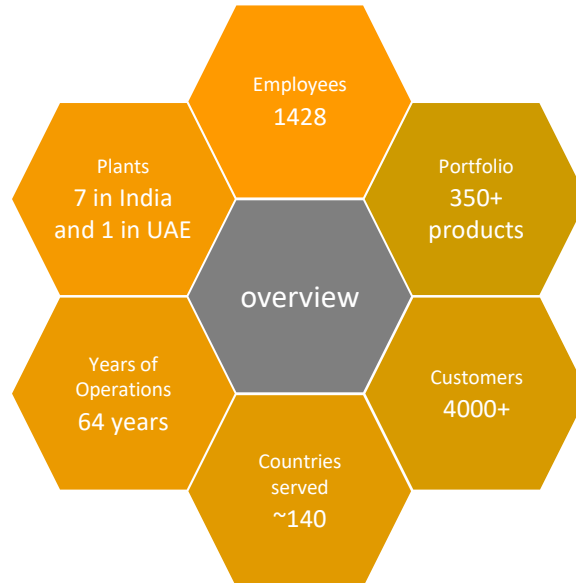 Employees
1428
Plants
7 in India
and 1 in UAE
Portfolio
350+
products
overview
Years of
Operations
64 years
Customers
4000+
Countries
served
~140